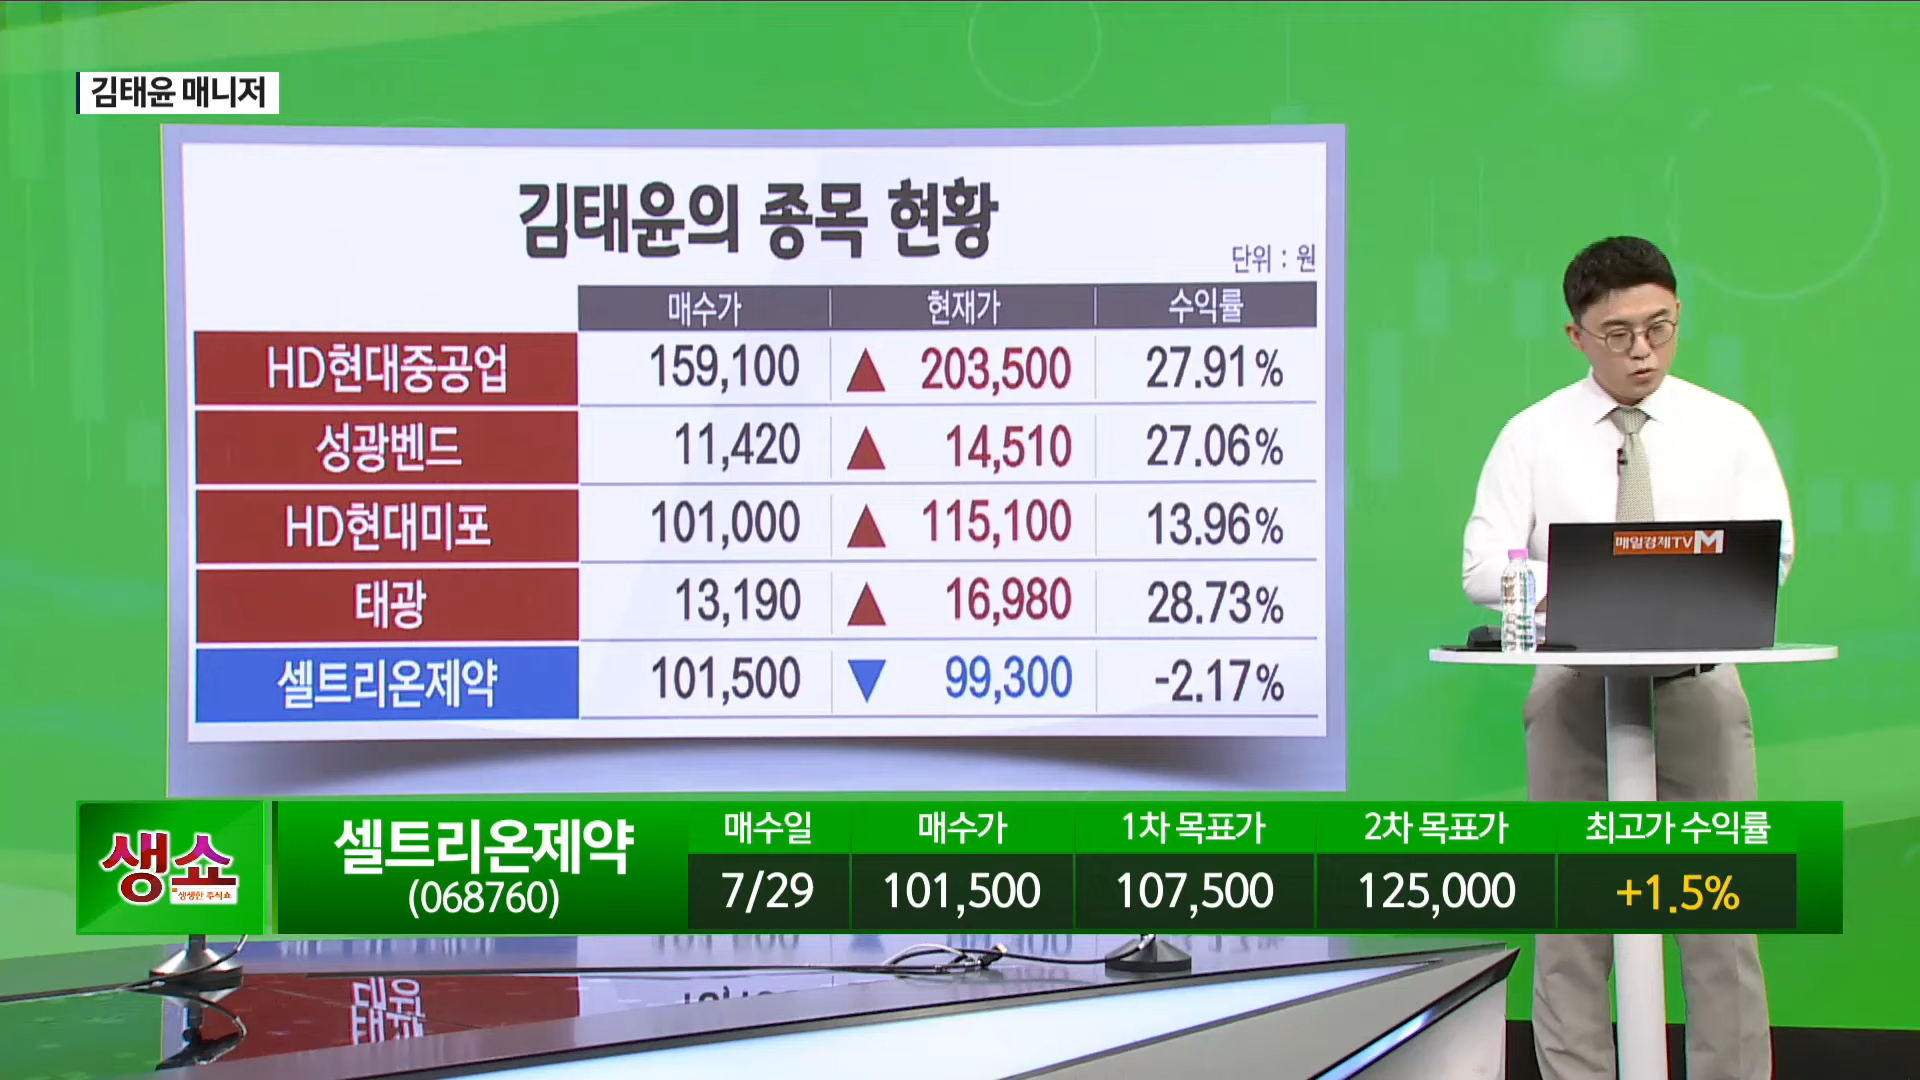 김태윤 매니저
김태윤의 종목 현황
단위 : 원
매수가 현재가 수익률
HD현대중공업 159,100 ▲ 203,500 27.91%
성광벤드 11,420 ▲ 14,510 27.06%
HD현대미포 101,000 ▲ 115,100 13.96%
태광 13,190 ▲ 16,980 28.73%
셀트리온제약 101,500 ▼ 99,300 -2.17%
매일경제TV M
생쇼
생생한 주식쇼
셀트리온제약
(068760)
매수일 매수가 1차 목표가 2차 목표가 최고가 수익률
7/29 101,500 107,500 125,000 +1.5%